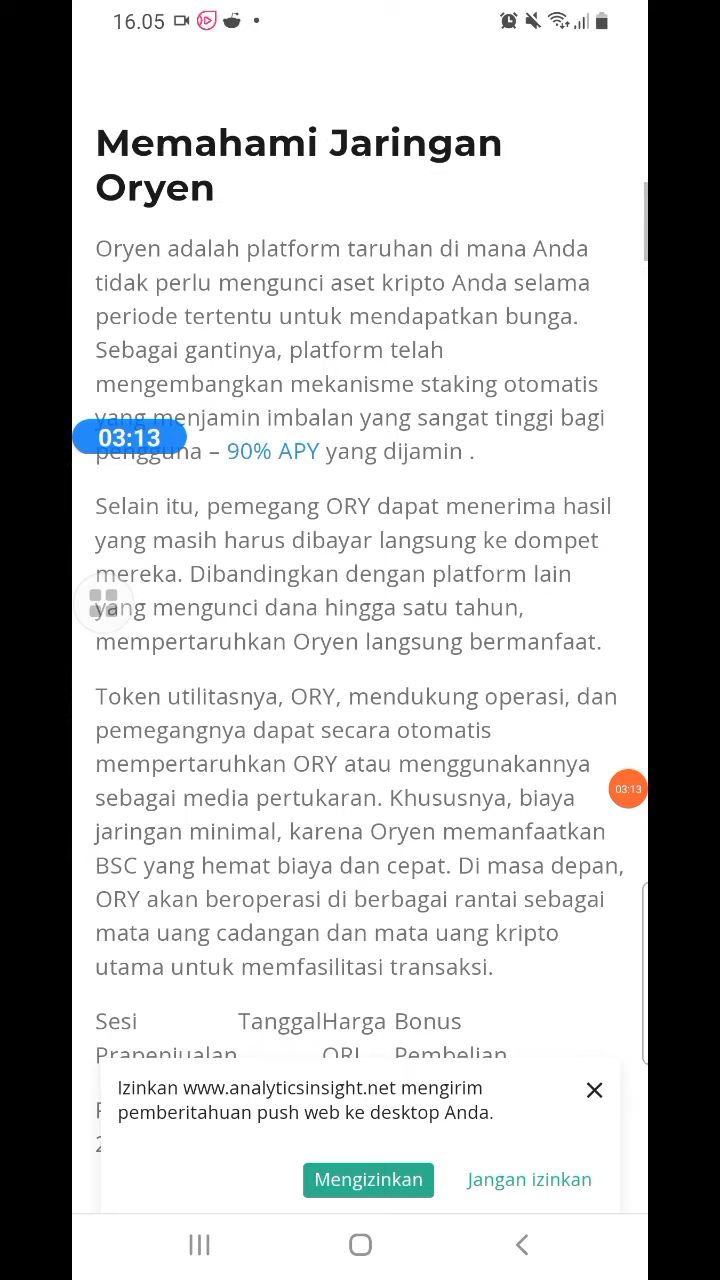 16.05
Memahami Jaringan
Oryen
Oryen adalah platform taruhan di mana Anda
tidak perlu mengunci aset kripto Anda selama
periode tertentu untuk mendapatkan bunga.
Sebagai gantinya, platform telah
mengembangkan mekanisme staking otomatis
yang menjamin imbalan yang sangat tinggi bagi
03:13
pengguna – 90% APY yang dijamin .
Selain itu, pemegang ORY dapat menerima hasil
yang masih harus dibayar langsung ke dompet
mereka. Dibandingkan dengan platform lain
yang mengunci dana hingga satu tahun,
mempertaruhkan Oryen langsung bermanfaat.
Token utilitasnya, ORY, mendukung operasi, dan
pemegangnya dapat secara otomatis
mempertaruhkan ORY atau menggunakannya
03:13
sebagai media pertukaran. Khususnya, biaya
jaringan minimal, karena Oryen memanfaatkan
BSC yang hemat biaya dan cepat. Di masa depan,
ORY akan beroperasi di berbagai rantai sebagai
mata uang cadangan dan mata uang kripto
utama untuk memfasilitasi transaksi.
Sesi Tanggal Harga Bonus
Prapenjualan Pembelian
Izinkan www.analyticsinsight.net mengirim
pemberitahuan push web ke desktop Anda.
Mengizinkan Jangan izinkan